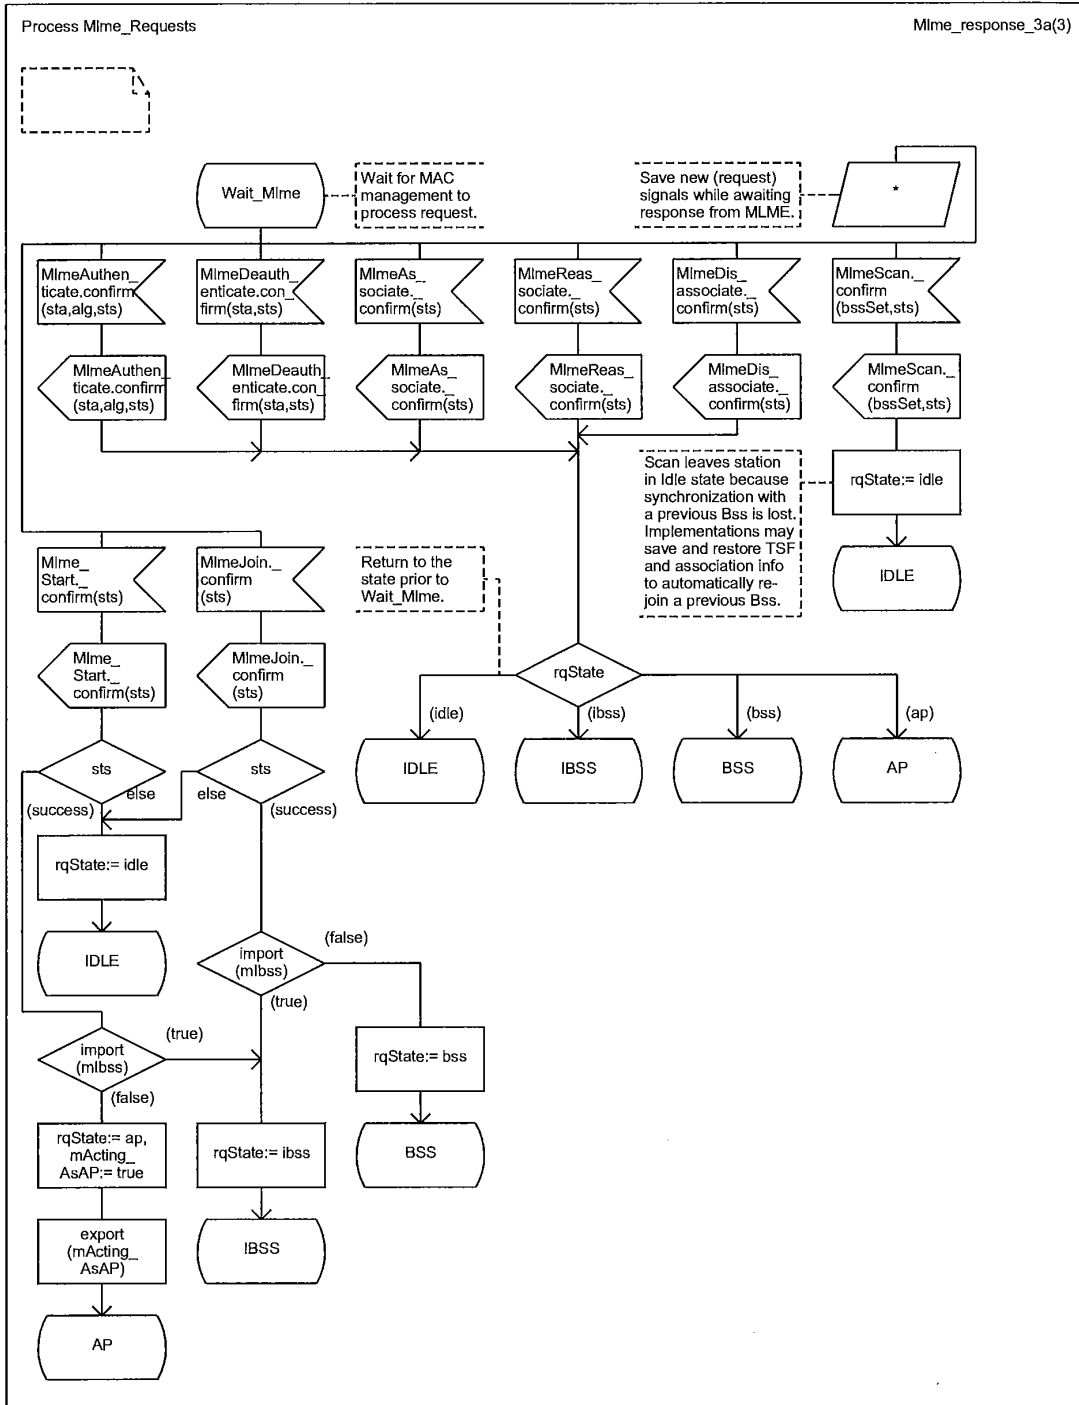 Process Mlme_Requests
Mlme_response_3a(3)
Wait_Mlme
Wait for MAC
management to
process request.
Save new (request)
signals while awaiting
response from MLME.
*
MlmeAuthen_
ticate.confirm
(sta,alg,sts)
MlmeDeauth_
enticate.con_
firm(sta,sts)
MlmeAs_
sociate._
confirm(sts)
MlmeReas_
sociate._
confirm(sts)
MlmeDis_
associate._
confirm(sts)
MlmeScan._
confirm
(bssSet,sts)
MlmeAuthen_
ticate.confirm
(sta,alg,sts)
MlmeDeauth_
enticate.con_
firm(sta,sts)
MlmeAs_
sociate._
confirm(sts)
MlmeReas_
sociate._
confirm(sts)
MlmeDis_
associate._
confirm(sts)
MlmeScan._
confirm
(bssSet,sts)
Scan leaves station
in Idle state because
synchronization with
a previous Bss is lost.
Implementations may
save and restore TSF
and association info
to automatically re-
join a previous Bss.
rqState:= idle
IDLE
Mlme_
Start._
confirm(sts)
MlmeJoin._
confirm
(sts)
Return to the
state prior to
Wait_Mlme.
Mlme_
Start._
confirm(sts)
MlmeJoin._
confirm
(sts)
rqState
(idle)
(ibss)
(bss)
(ap)
IDLE
IBSS
BSS
AP
sts
sts
else
else
(success)
(success)
rqState:= idle
IDLE
import
(mIbss)
(false)
(true)
import
(mIbss)
(true)
(false)
rqState:= bss
BSS
rqState:= ap,
mActing_
AsAP:= true
rqState:= ibss
export
(mActing_
AsAP)
IBSS
AP